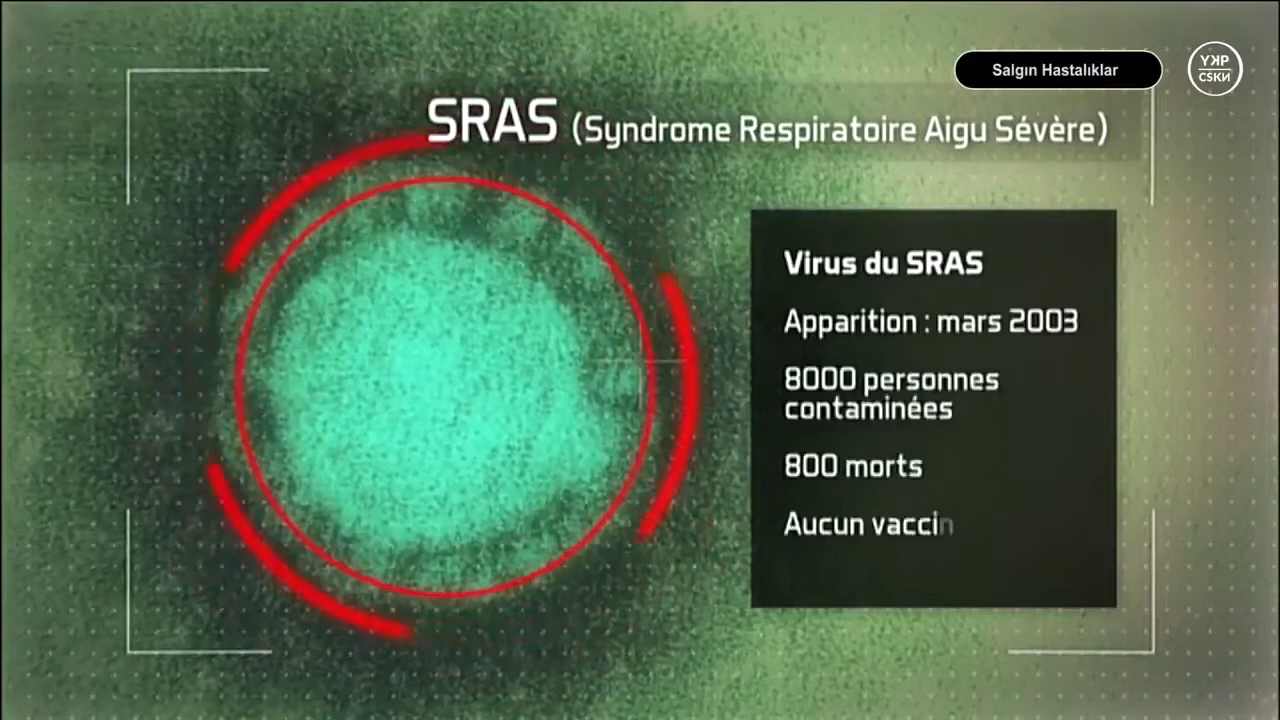 Salgın Hastalıklar
YKP
CSKN
SRAS (Syndrome Respiratoire Aigu Sévère)
Virus du SRAS
Apparition : mars 2003
8000 personnes
contaminées
800 morts
Aucun vaccin